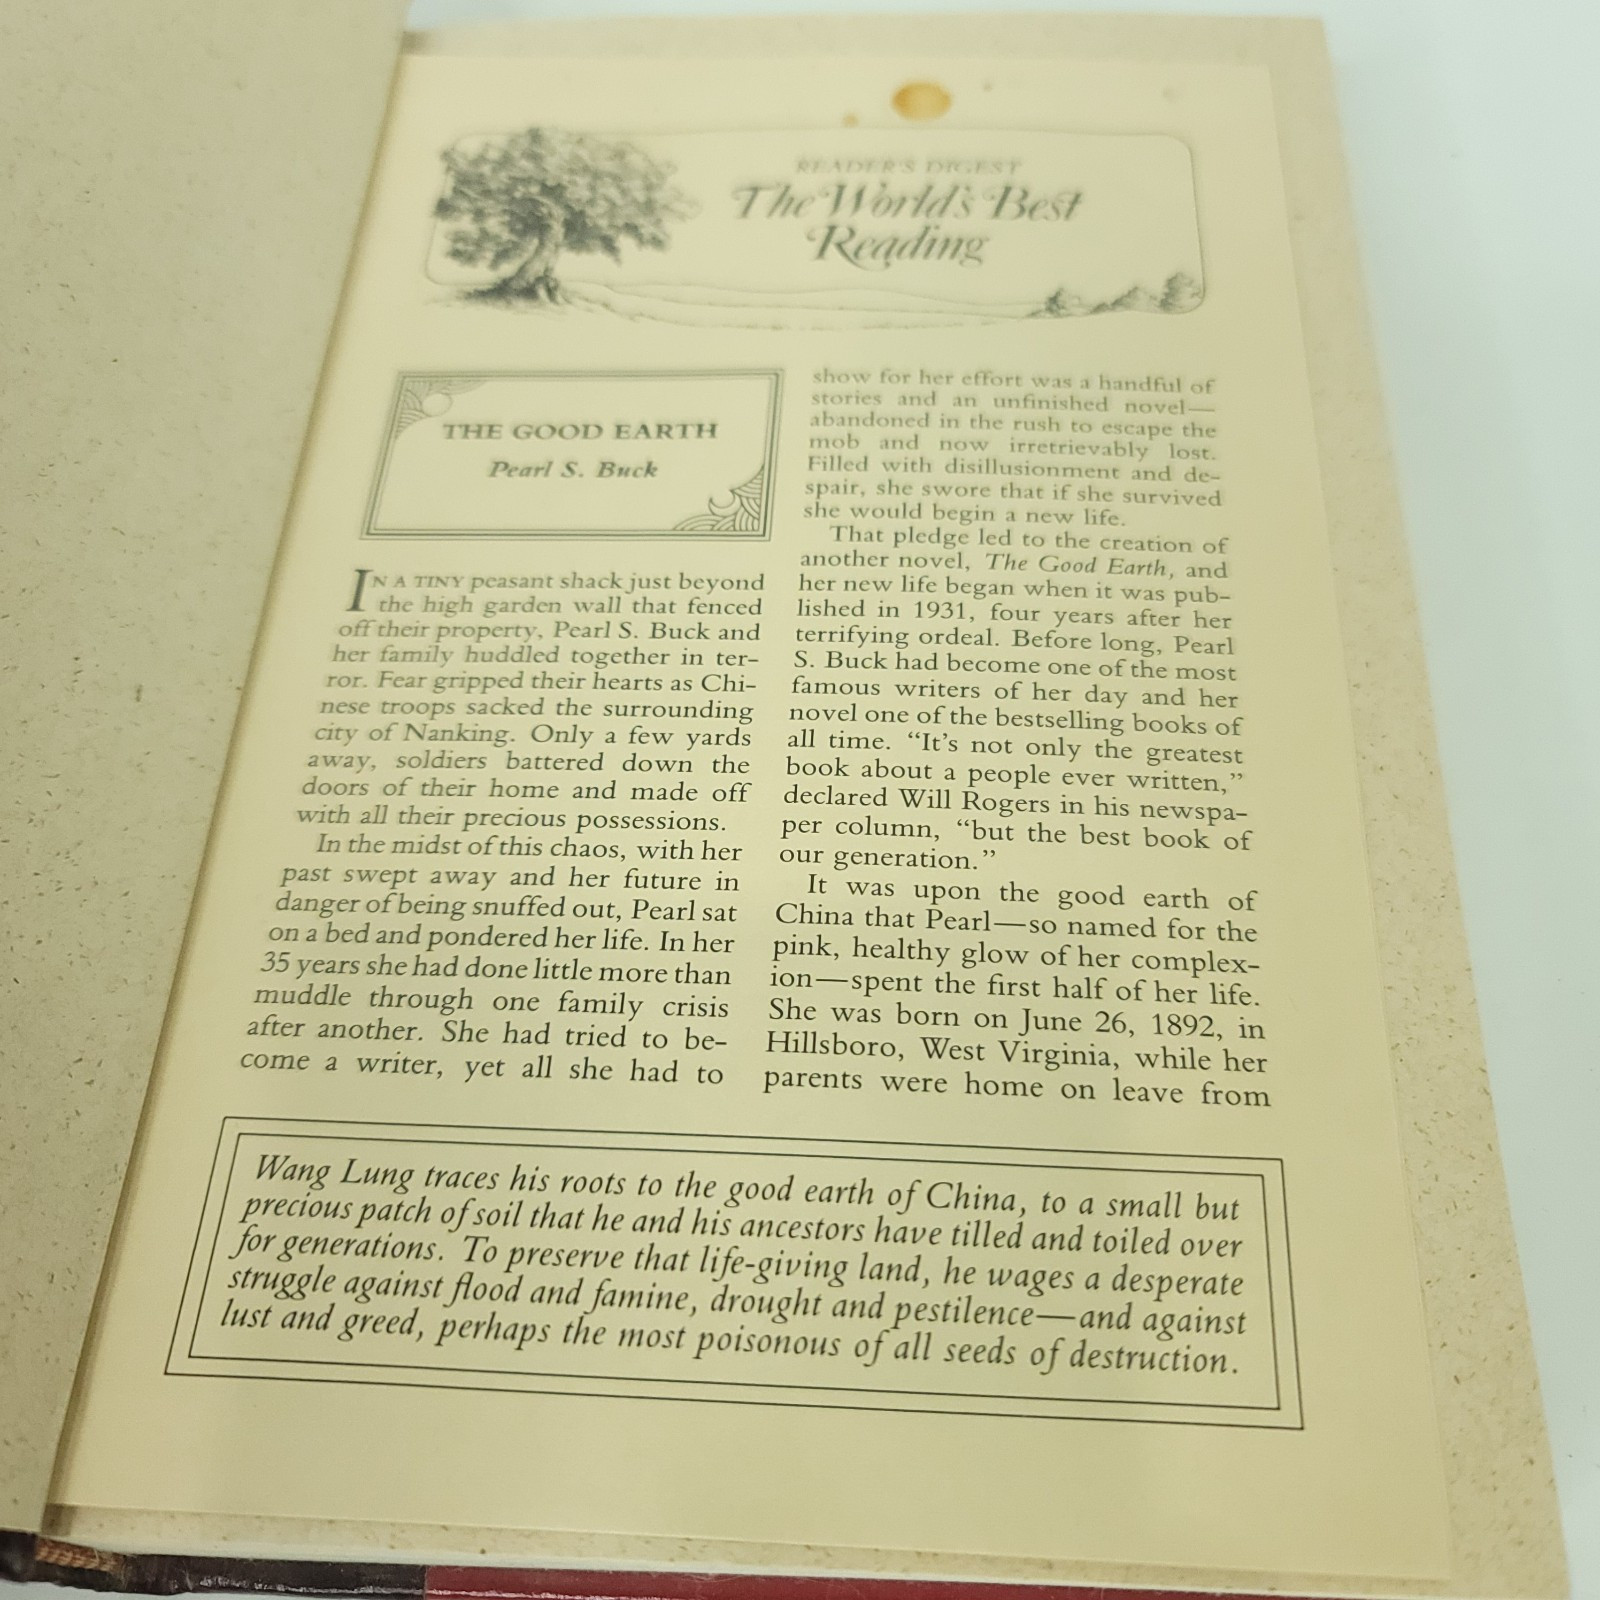 READER'S DIGEST
The World's Best
Reading
THE GOOD EARTH
Pearl S. Buck
IN A TINY peasant shack just beyond
the high garden wall that fenced
off their property, Pearl S. Buck and
her family huddled together in ter-
ror. Fear gripped their hearts as Chi-
nese troops sacked the surrounding
city of Nanking. Only a few yards
away, soldiers battered down the
doors of their home and made off
with all their precious possessions.
In the midst of this chaos, with her
past swept away and her future in
danger of being snuffed out, Pearl sat
on a bed and pondered her life. In her
35 years she had done little more than
muddle through one family crisis
after another. She had tried to be-
come a writer, yet all she had to
show for her effort was a handful of
stories and an unfinished novel—
abandoned in the rush to escape the
mob and now irretrievably lost.
Filled with disillusionment and de-
spair, she swore that if she survived
she would begin a new life.
That pledge led to the creation of
another novel, The Good Earth, and
her new life began when it was pub-
lished in 1931, four years after her
terrifying ordeal. Before long, Pearl
S. Buck had become one of the most
famous writers of her day and her
novel one of the bestselling books of
all time. “It's not only the greatest
book about a people ever written,”
declared Will Rogers in his newspa-
per column, “but the best book of
our generation.”
It was upon the good earth of
China that Pearl—so named for the
pink, healthy glow of her complex-
ion—spent the first half of her life.
She was born on June 26, 1892, in
Hillsboro, West Virginia, while her
parents were home on leave from
Wang Lung traces his roots to the good earth of China, to a small but
precious patch of soil that he and his ancestors have tilled and toiled over
for generations. To preserve that life-giving land, he wages a desperate
struggle against flood and famine, drought and pestilence—and against
lust and greed, perhaps the most poisonous of all seeds of destruction.